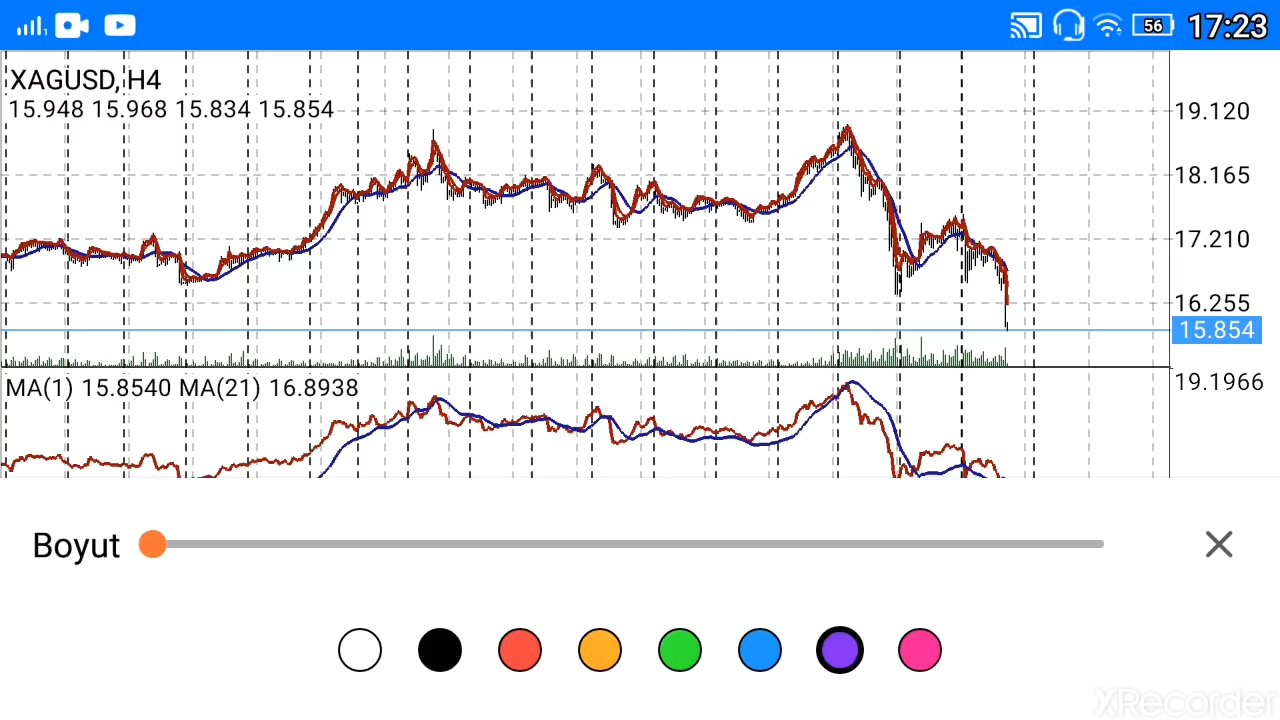 56 17:23
XAGUSD, H4
15.948 15.968 15.834 15.854
19.120
18.165
17.210
16.255
15.854
MA(1) 15.8540 MA(21) 16.8938
19.1966
Boyut
XRecorder